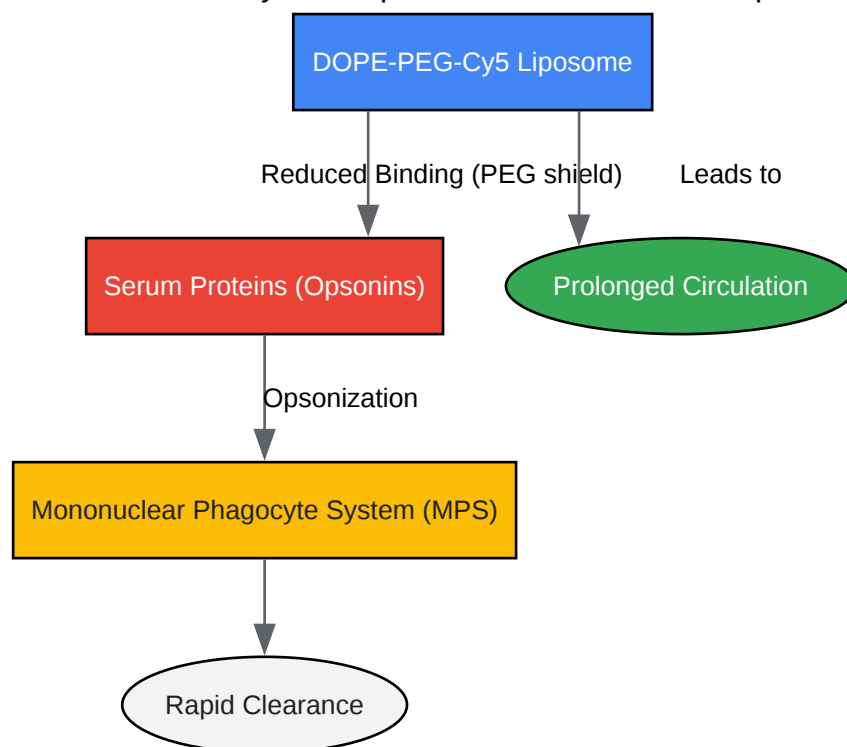 DOPE-PEG-Cy5 Liposome
Reduced Binding (PEG shield)
Leads to
Serum Proteins (Opsonins)
Prolonged Circulation
Opsonization
Mononuclear Phagocyte System (MPS)
Rapid Clearance